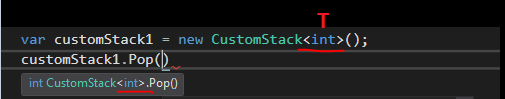 T
var customStack1 = new CustomStack<int>();
customStack1.Pop()
int CustomStack<int>.Pop()